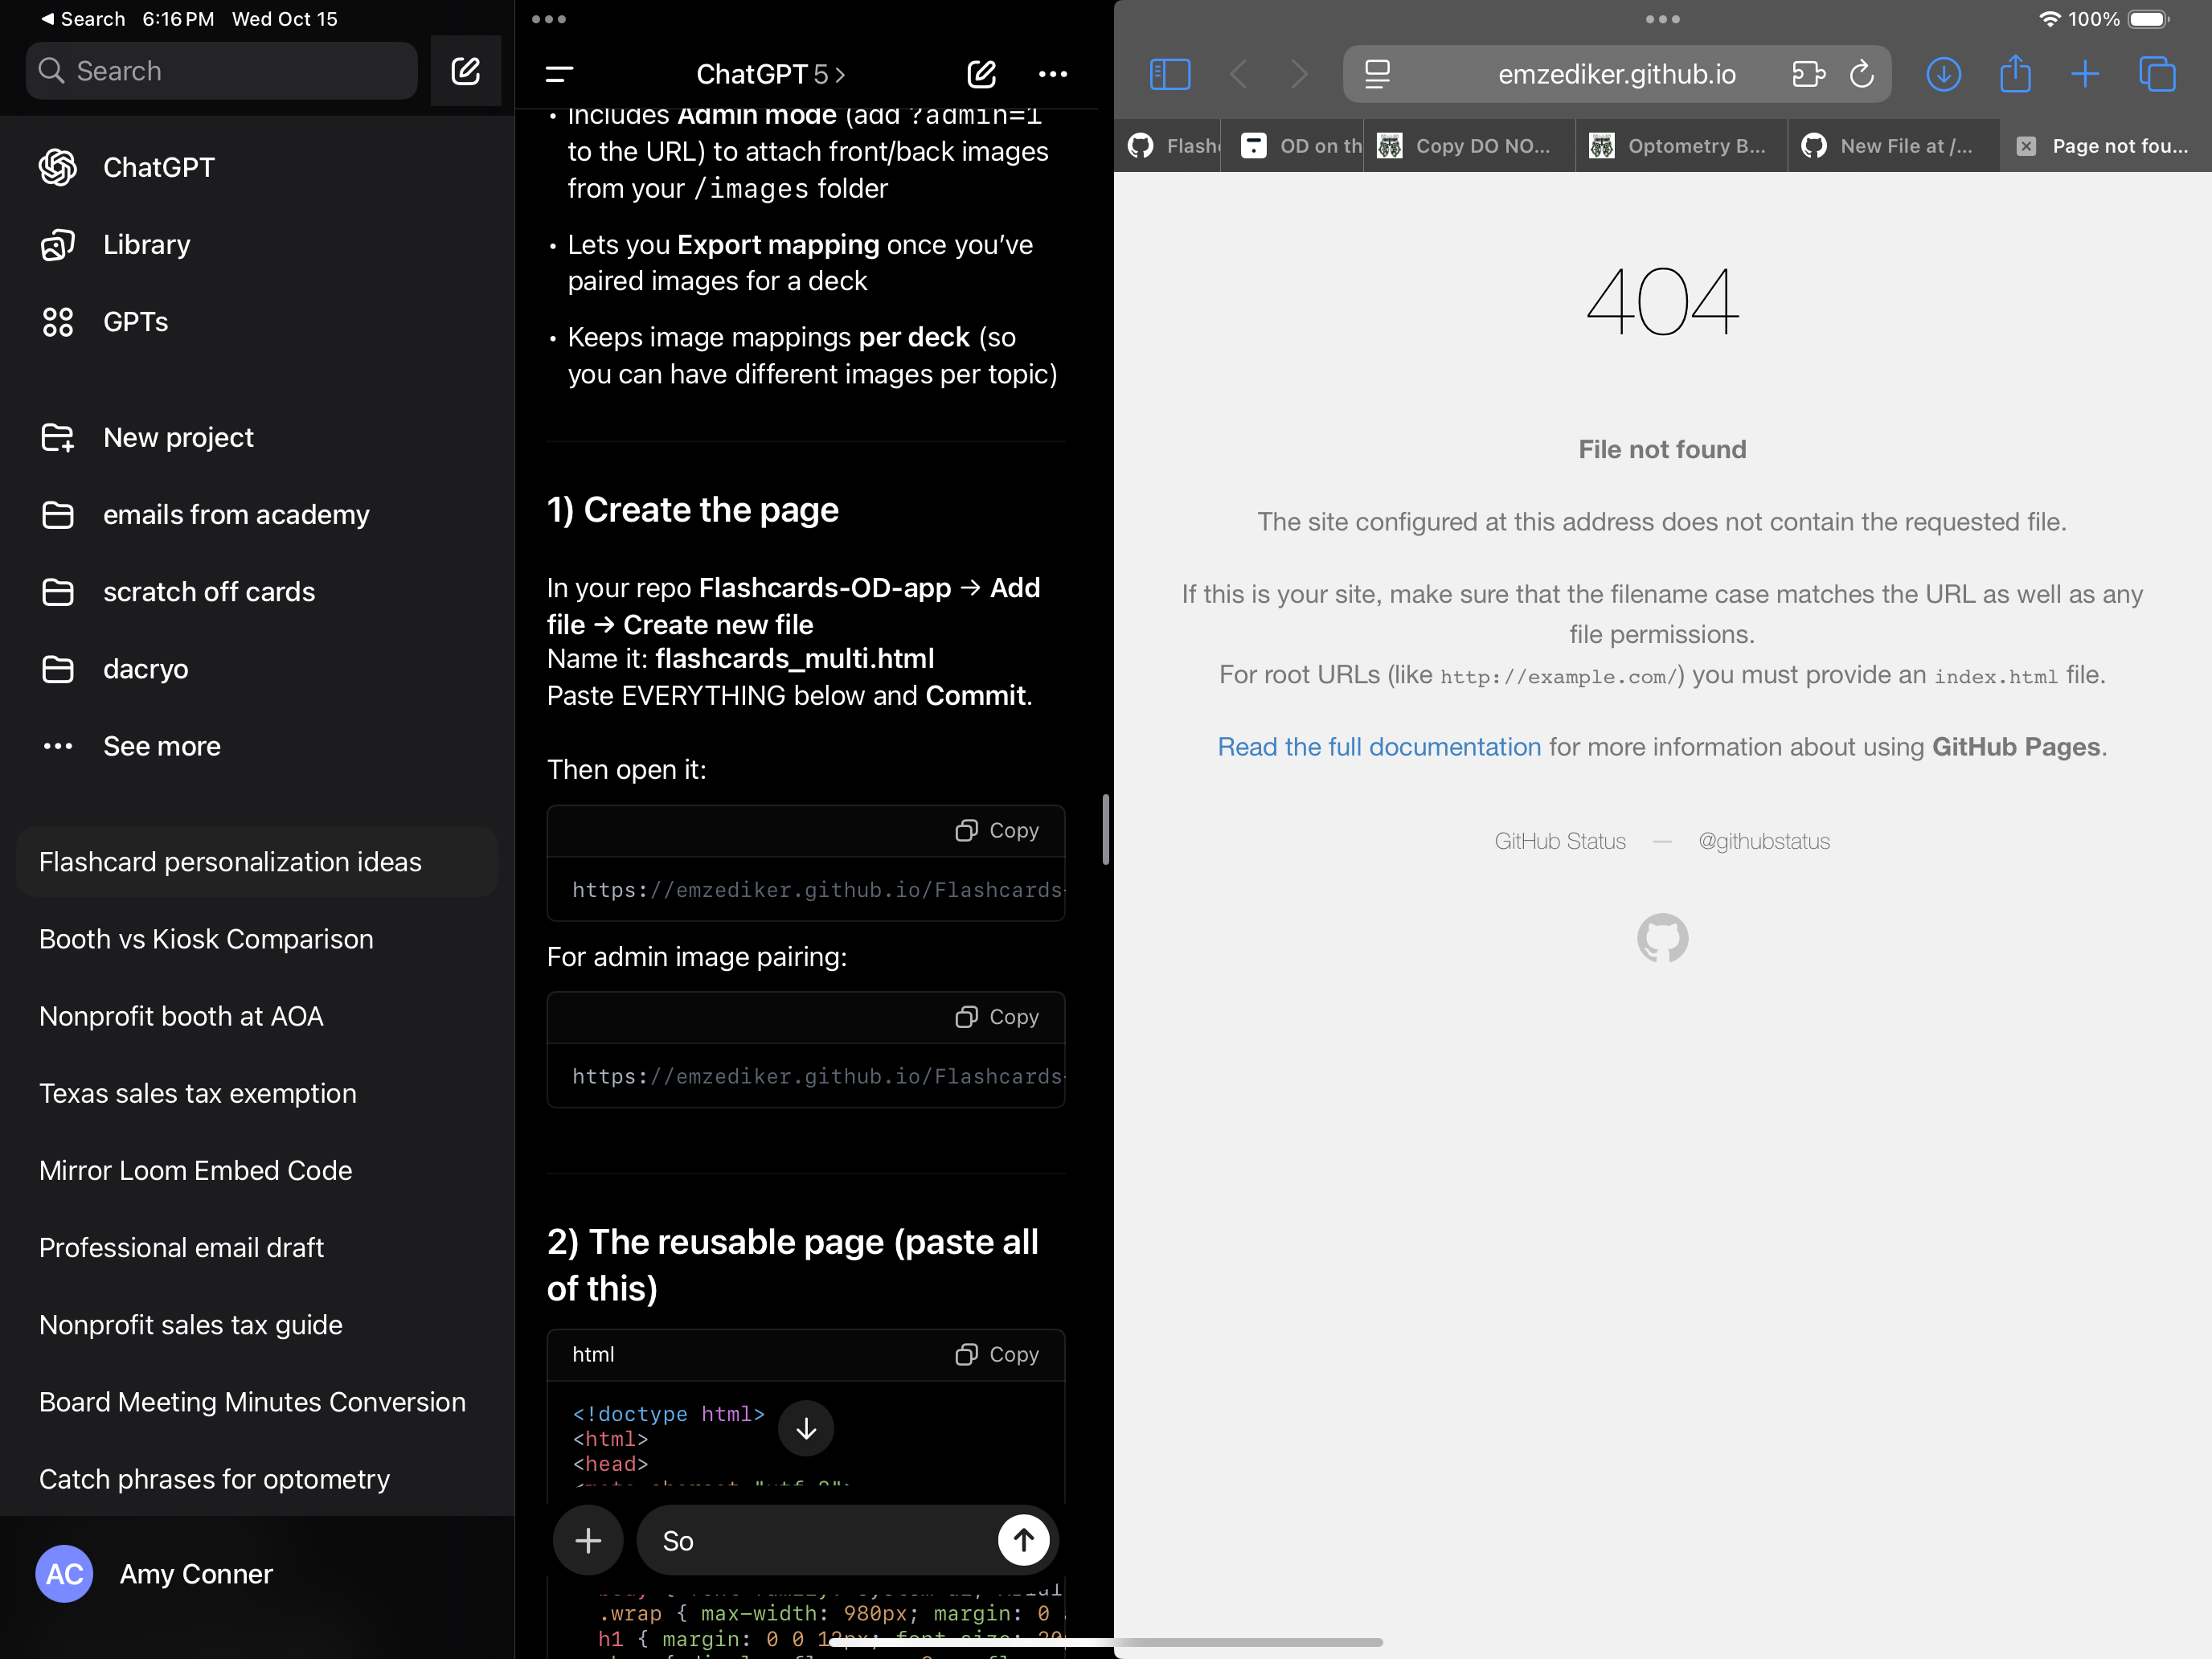 Search 6:16 PM Wed Oct 15
Search
ChatGPT
Library
GPTs
New project
emails from academy
scratch off cards
dacryo
See more
Flashcard personalization ideas
Booth vs Kiosk Comparison
Nonprofit booth at AOA
Texas sales tax exemption
Mirror Loom Embed Code
Professional email draft
Nonprofit sales tax guide
Board Meeting Minutes Conversion
Catch phrases for optometry
AC Amy Conner
ChatGPT 5 >
• Includes Admin mode (add ?admin=1
to the URL) to attach front/back images
from your /images folder
• Lets you Export mapping once you’ve
paired images for a deck
• Keeps image mappings per deck (so
you can have different images per topic)
1) Create the page
In your repo Flashcards-OD-app → Add
file → Create new file
Name it: flashcards_multi.html
Paste EVERYTHING below and Commit.
Then open it:
Copy
https://emzediker.github.io/Flashcards-
For admin image pairing:
Copy
https://emzediker.github.io/Flashcards-
2) The reusable page (paste all
of this)
html Copy
<!doctype html>
<html>
<head>
So
.wrap { max-width: 980px; margin: 0
h1 { margin: 0 0 12px; font-size: 20
100%
emzediker.github.io
Flash
OD on th
Copy DO NO...
Optometry B...
New File at /...
Page not fou...
404
File not found
The site configured at this address does not contain the requested file.
If this is your site, make sure that the filename case matches the URL as well as any
file permissions.
For root URLs (like http://example.com/) you must provide an index.html file.
Read the full documentation for more information about using GitHub Pages.
GitHub Status — @githubstatus